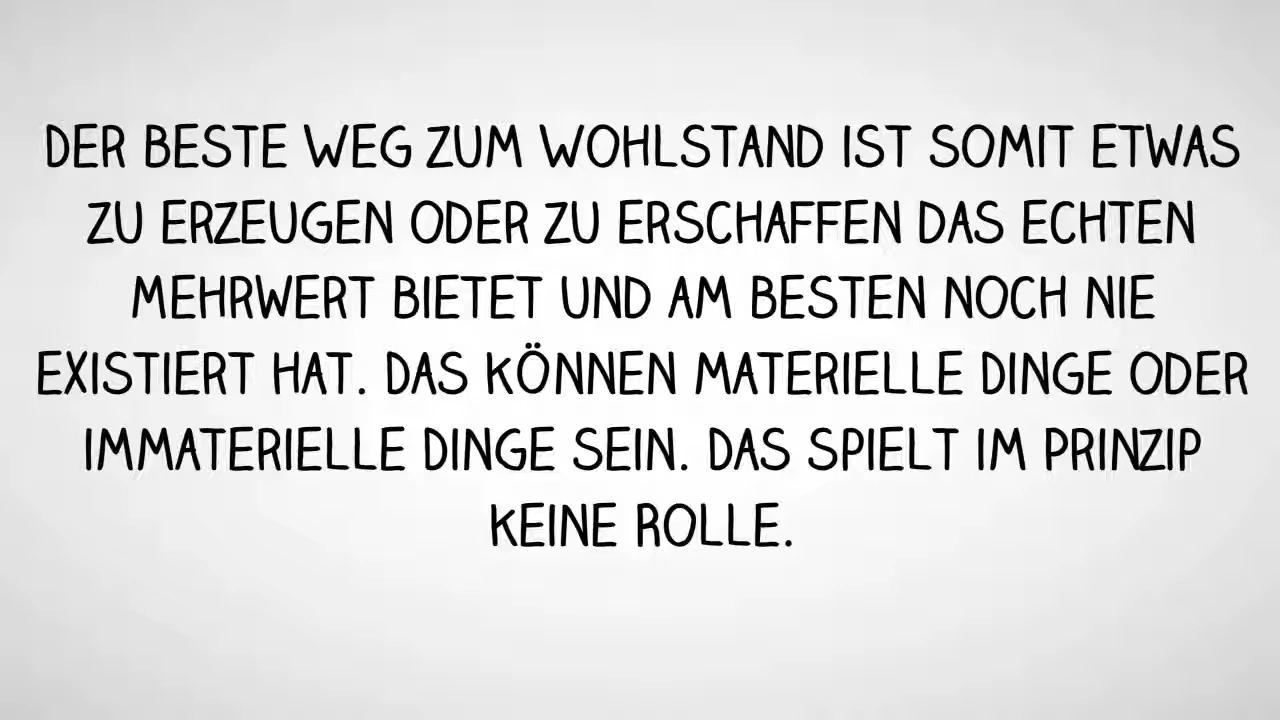 DER BESTE WEG ZUM WOHLSTAND IST SOMIT ETWAS
ZU ERZEUGEN ODER ZU ERSCHAFFEN DAS ECHTEN
MEHRWERT BIETET UND AM BESTEN NOCH NIE
EXISTIERT HAT. DAS KÖNNEN MATERIELLE DINGE ODER
IMMATERIELLE DINGE SEIN. DAS SPIELT IM PRINZIP
KEINE ROLLE.